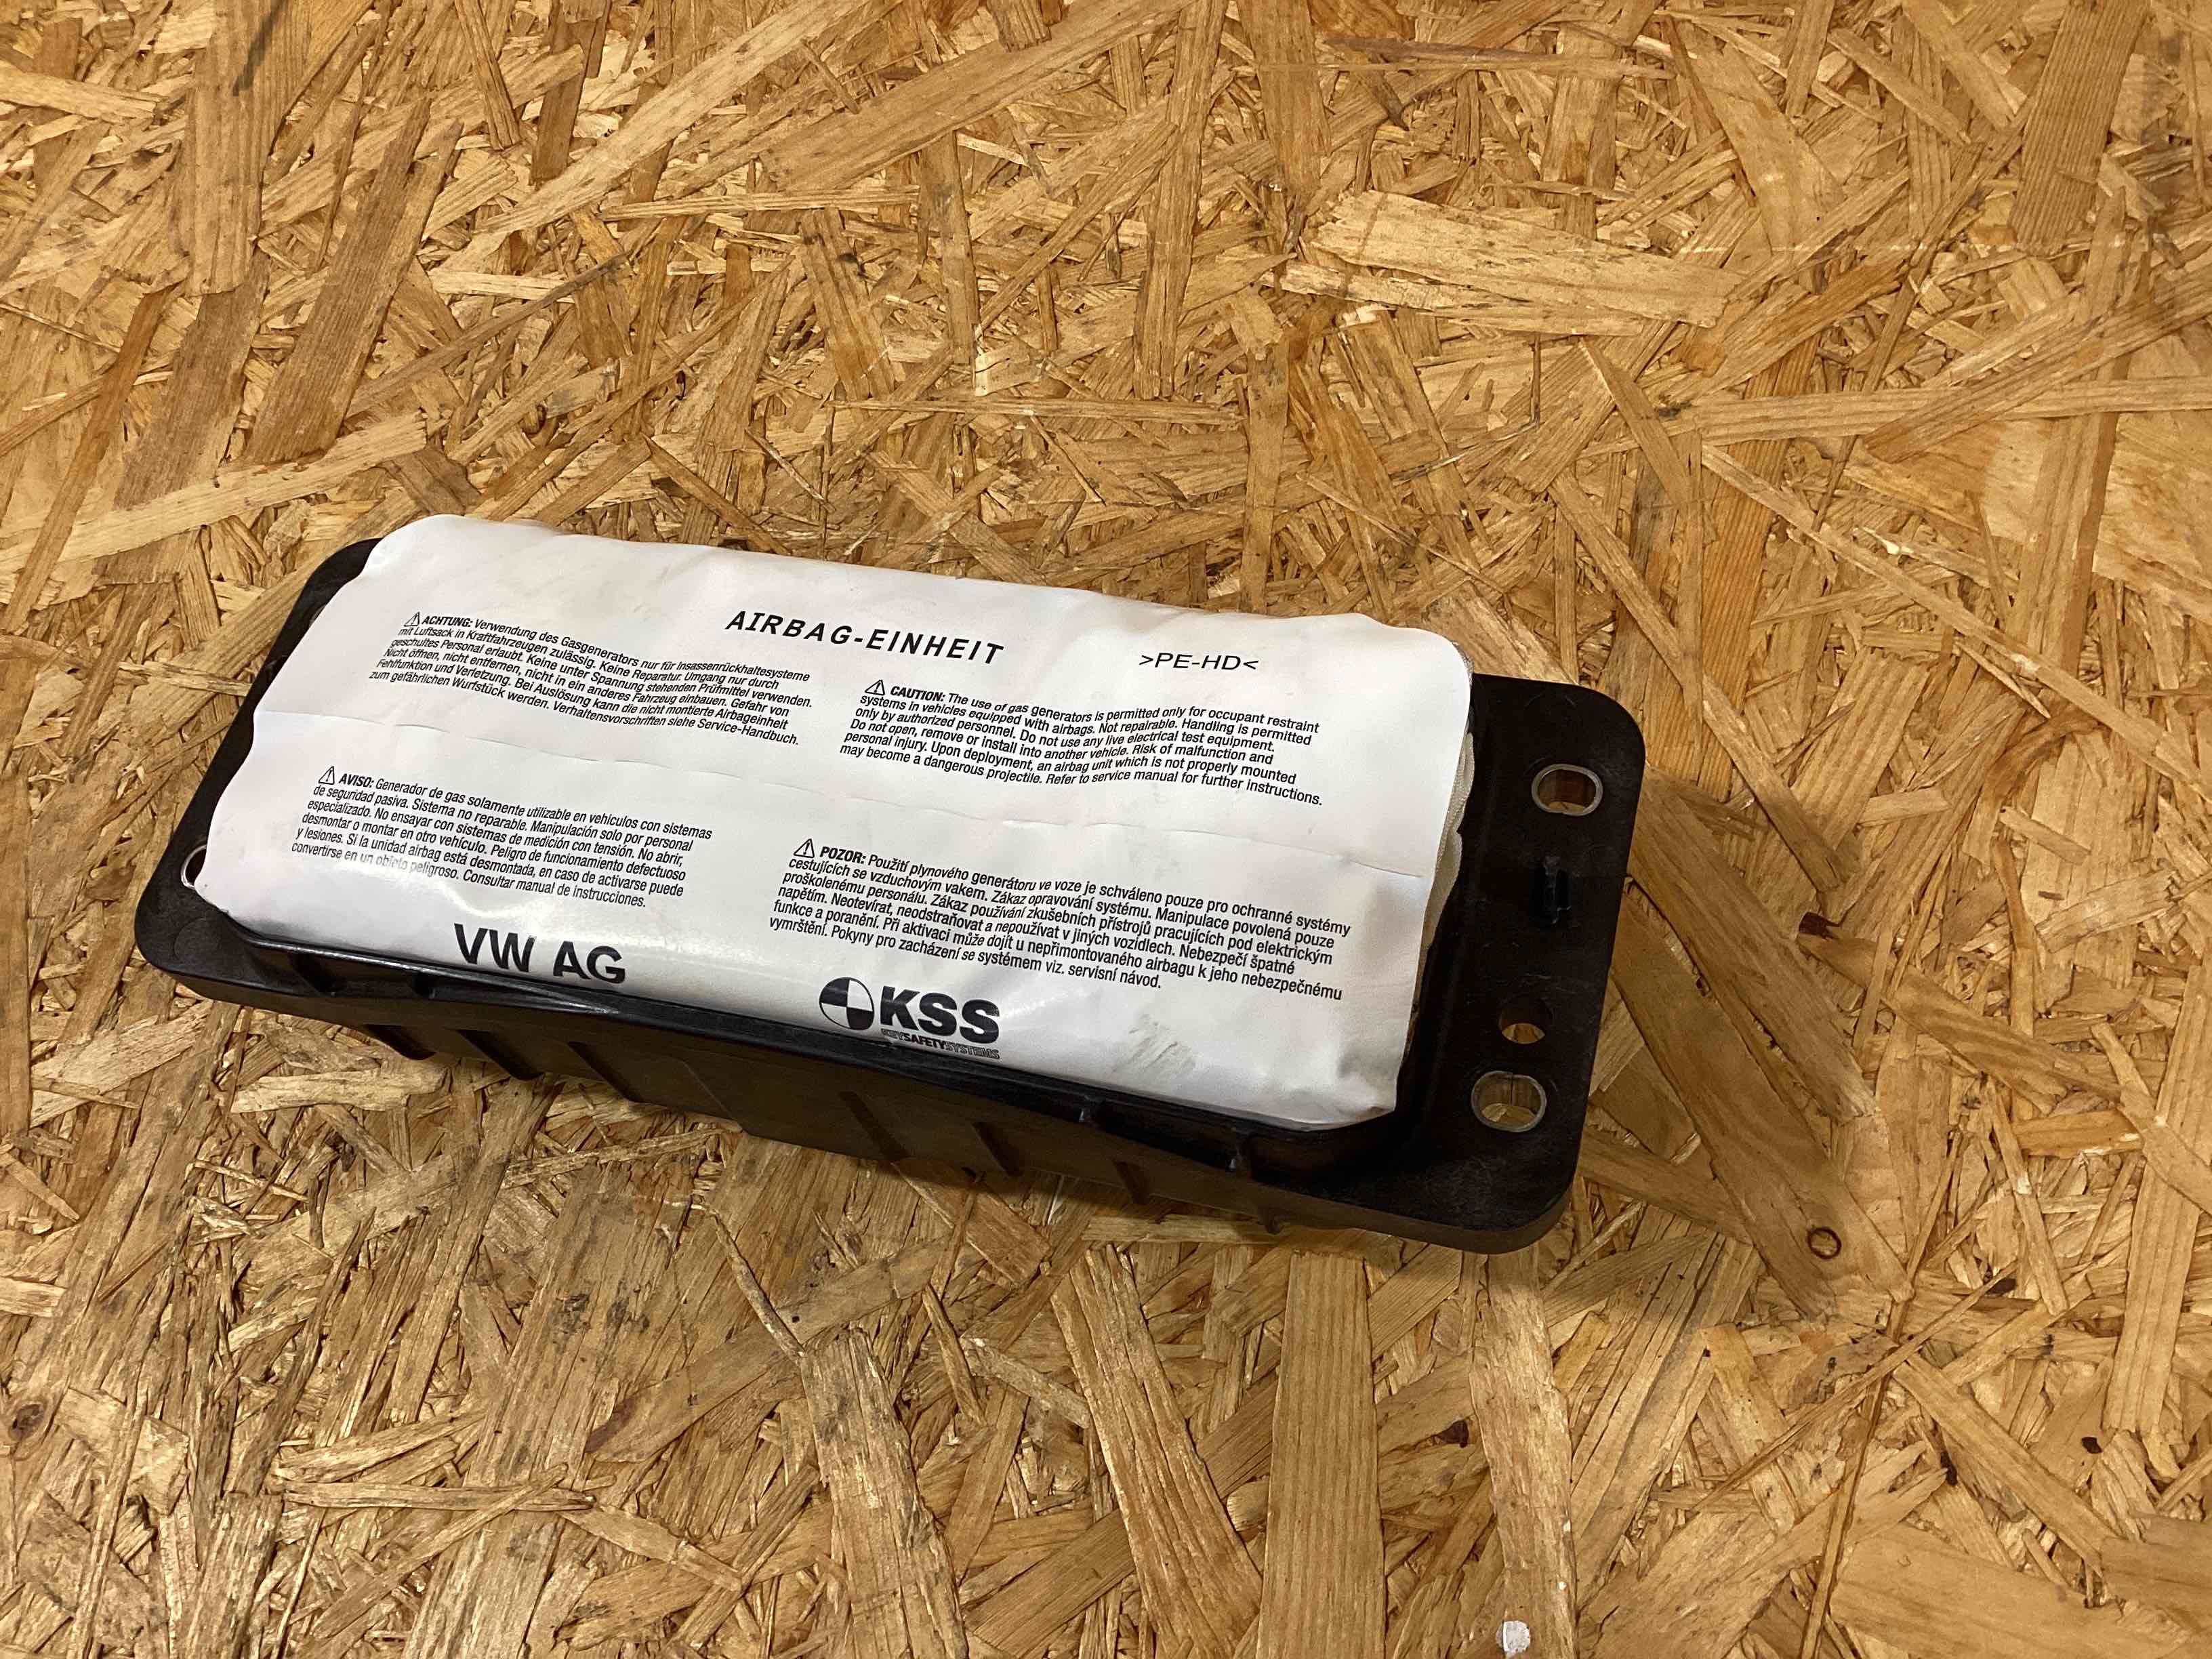 AIRBAG-EINHEIT
>PE-HD<
⚠ ACHTUNG: Verwendung des Gasgenerators nur für Insassenrückhaltesysteme
mit Luftsack in Kraftfahrzeugen zulässig. Keine Reparatur. Umgang nur durch
geschultes Personal erlaubt. Keine unter Spannung stehenden Prüfmittel verwenden.
Nicht öffnen, nicht entfernen, nicht in ein anderes Fahrzeug einbauen. Gefahr von
Fehlfunktion und Verletzung. Bei Auslösung kann die nicht montierte Airbageinheit
zum gefährlichen Wurfstück werden. Verhaltensvorschriften siehe Service-Handbuch.
⚠ CAUTION: The use of gas generators is permitted only for occupant restraint
systems in vehicles equipped with airbags. Not repairable. Handling is permitted
only by authorized personnel. Do not use any live electrical test equipment.
Do not open, remove or install into another vehicle. Risk of malfunction and
personal injury. Upon deployment, an airbag unit which is not properly mounted
may become a dangerous projectile. Refer to service manual for further instructions.
⚠ AVISO: Generador de gas solamente utilizable en vehículos con sistemas
de seguridad pasiva. Sistema no reparable. Manipulación solo por personal
especializado. No ensayar con sistemas de medición con tensión. No abrir,
desmontar o montar en otro vehículo. Peligro de funcionamiento defectuoso
y lesiones. Si la unidad airbag está desmontada, en caso de activarse puede
convertirse en un objeto peligroso. Consultar manual de instrucciones.
⚠ POZOR: Použití plynového generátoru ve voze je schváleno pouze pro ochranné systémy
cestujících se vzduchovým vakem. Zákaz opravování systému. Manipulace povolená pouze
proškolenému personálu. Zákaz používání zkušebních přístrojů pracujících pod elektrickým
napětím. Neotevírat, neodstraňovat a nepoužívat v jiných vozidlech. Nebezpečí špatné
funkce a poranění. Při aktivaci může dojít u nepřimontovaného airbagu k jeho nebezpečnému
vymrštění. Pokyny pro zacházení se systémem viz. servisní návod.
VW AG
KSS
KEYSAFETYSYSTEMS